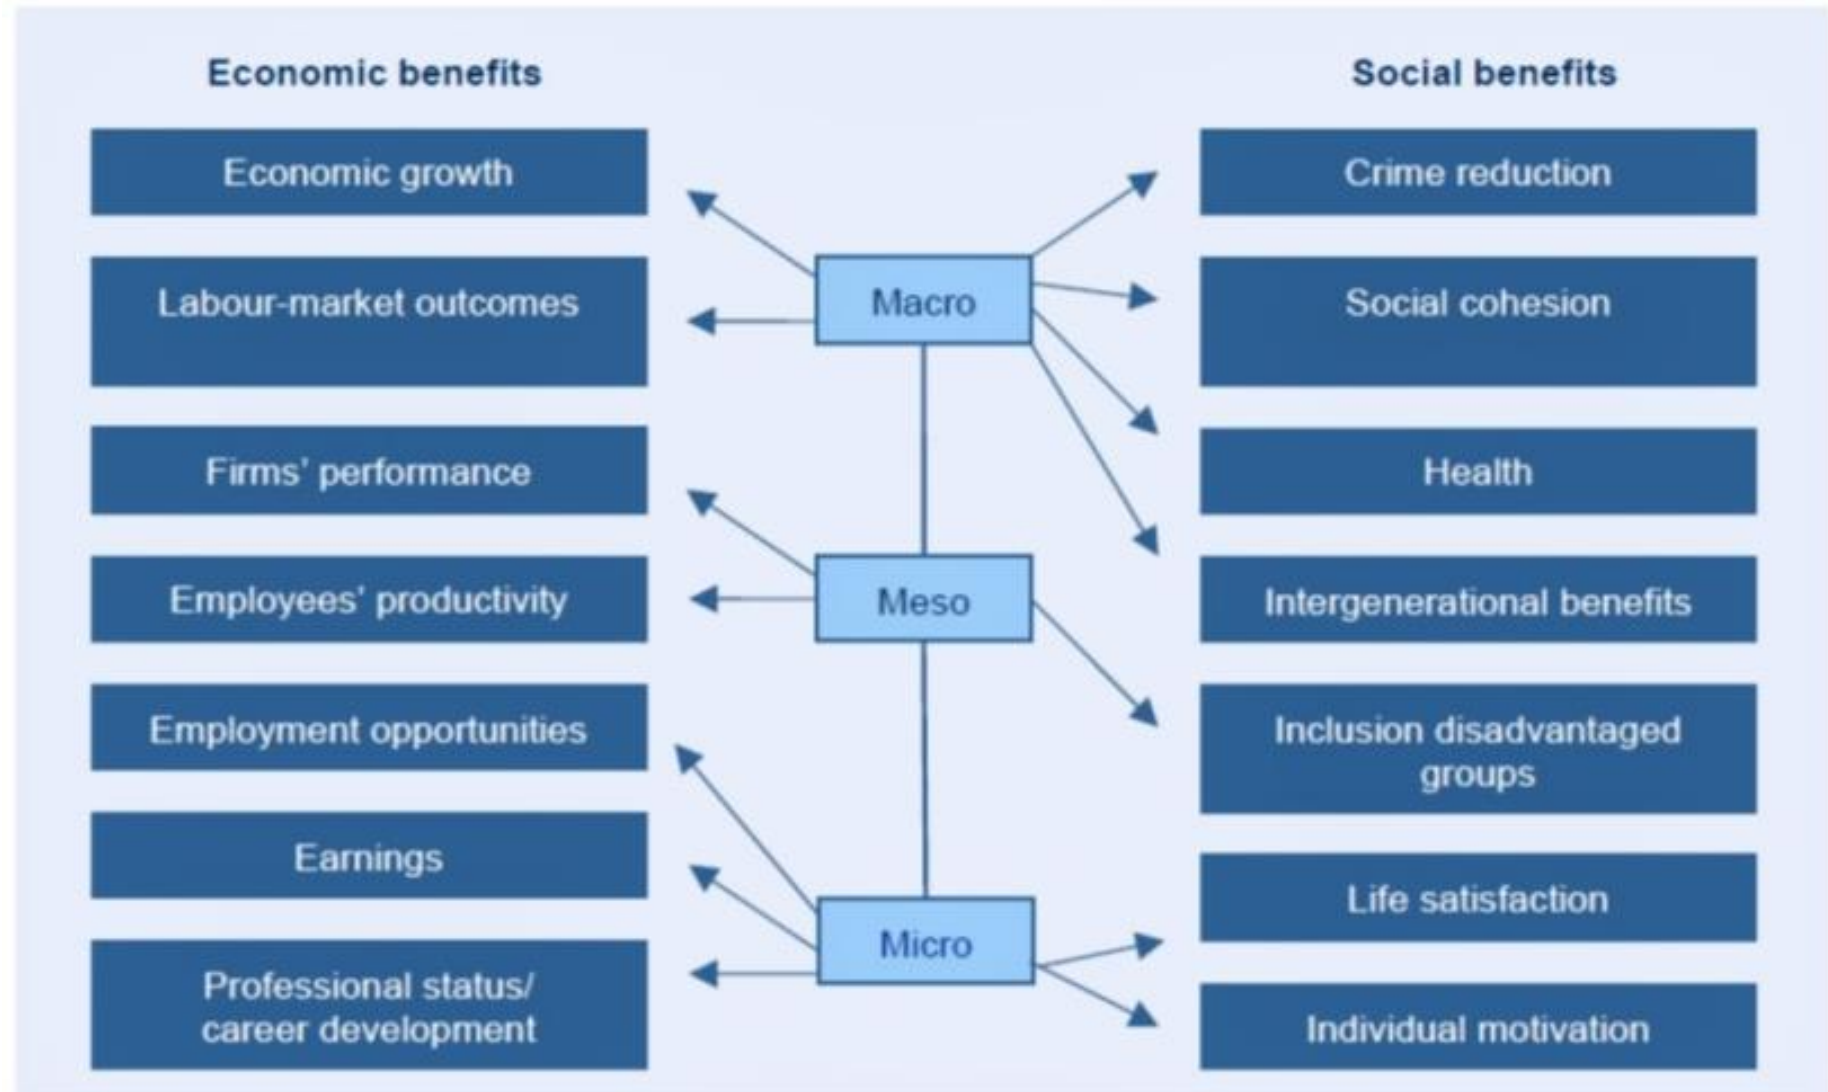 Economic benefits
Economic growth
Labour-market outcomes
Firms’ performance
Employees’ productivity
Employment opportunities
Earnings
Professional status/
career development
Macro
Meso
Micro
Social benefits
Crime reduction
Social cohesion
Health
Intergenerational benefits
Inclusion disadvantaged
groups
Life satisfaction
Individual motivation